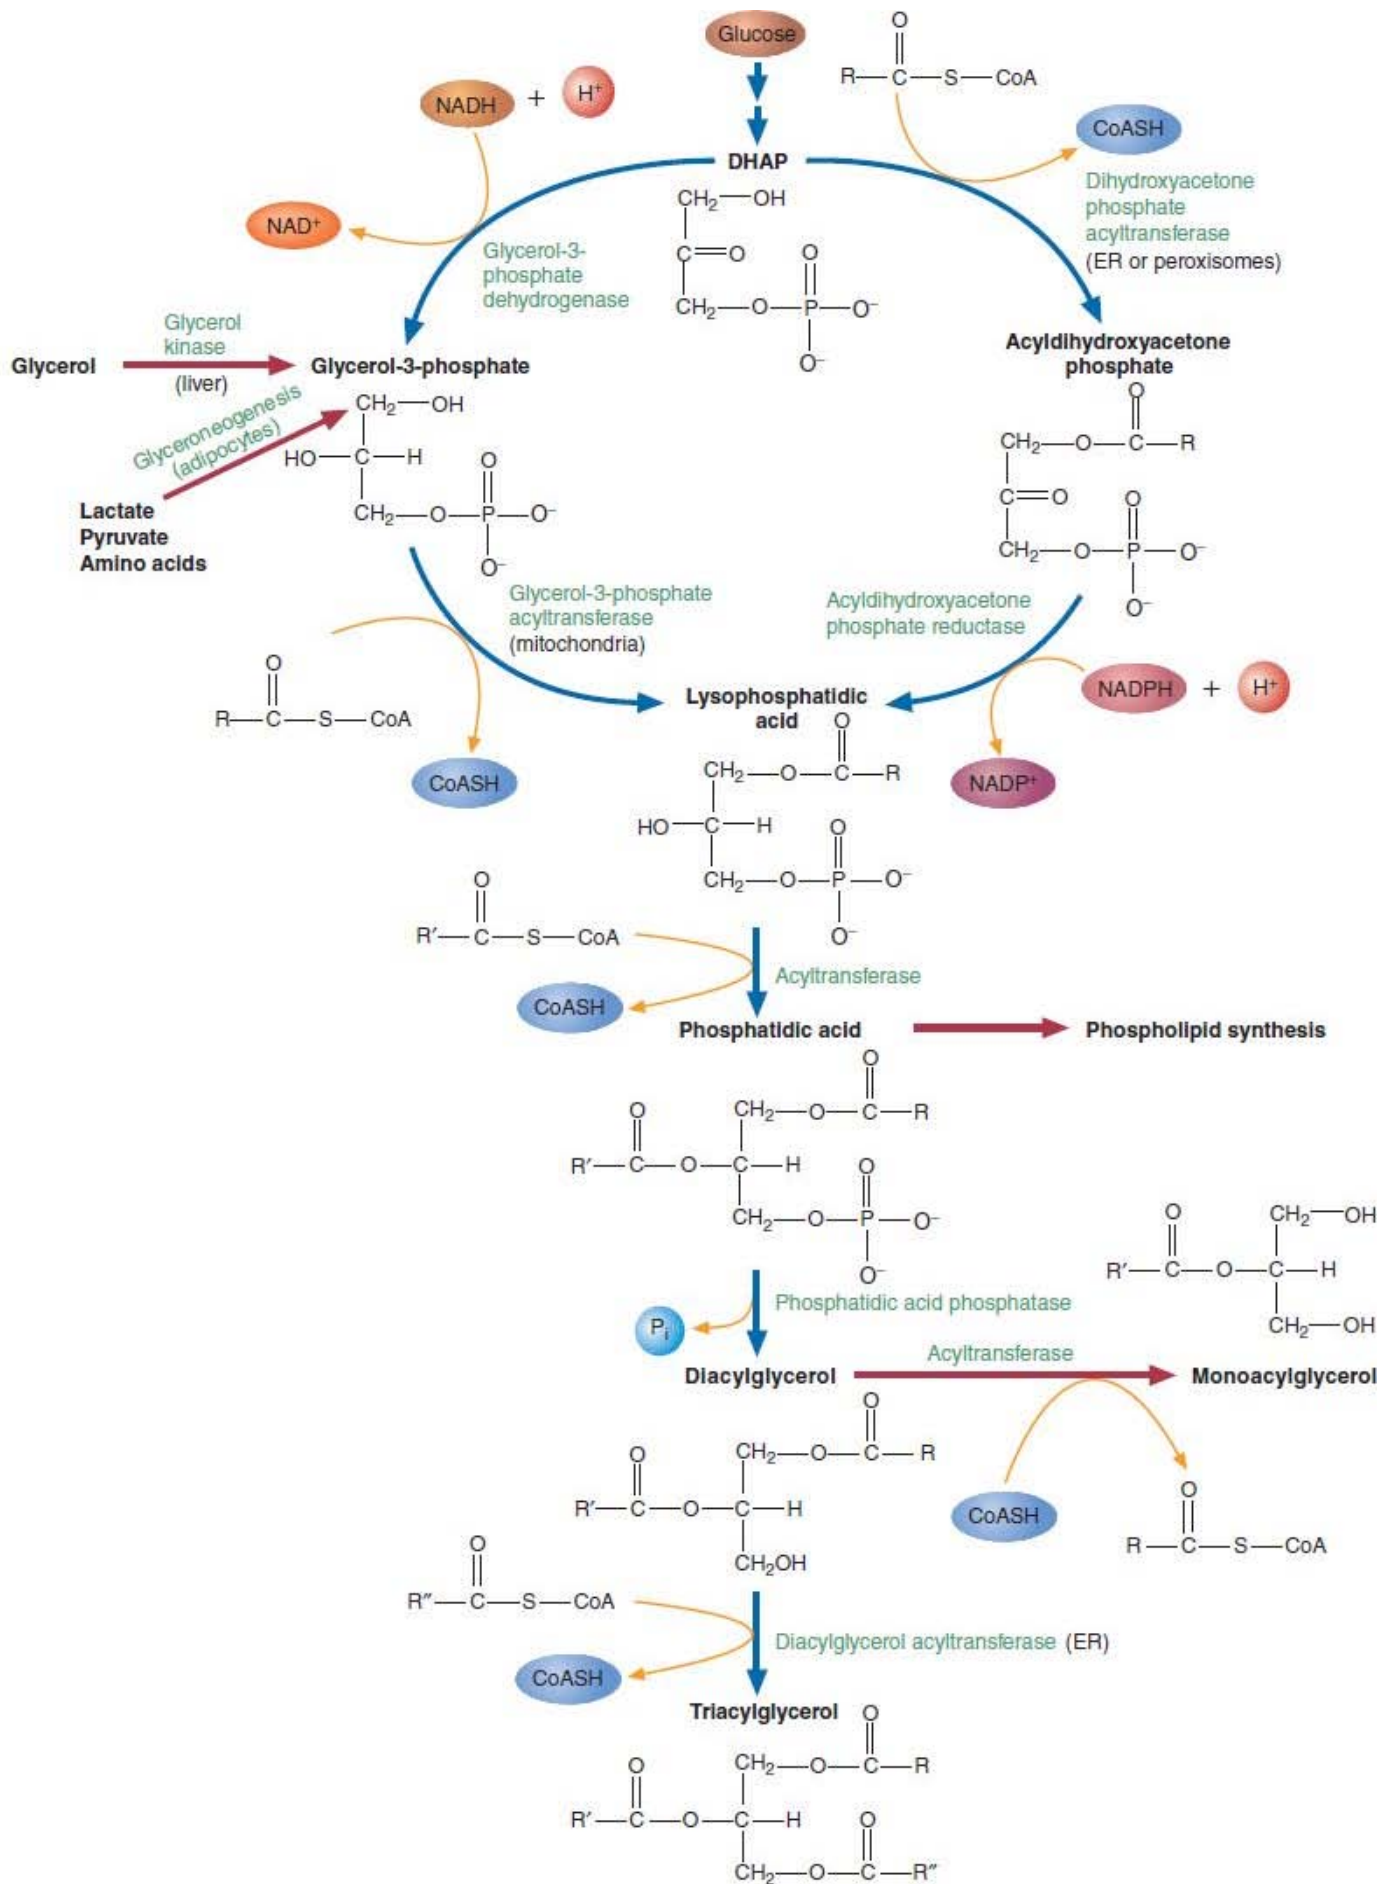 Glucose
O
R—C—S—CoA
NADH + H⁺
CoASH
DHAP
Dihydroxyacetone
phosphate
acyltransferase
(ER or peroxisomes)
CH₂—OH
C=O
O
CH₂—O—P—O⁻
O⁻
NAD⁺
Glycerol-3-
phosphate
dehydrogenase
Glycerol
kinase
Glycerol
(liver)
Glycerol-3-phosphate
Acyldihydroxyacetone
phosphate
Glyceroneogenesis
(adipocytes)
CH₂—OH
HO—C—H
O
CH₂—O—P—O⁻
O⁻
O
CH₂—O—C—R
C=O
O
CH₂—O—P—O⁻
O⁻
Lactate
Pyruvate
Amino acids
Glycerol-3-phosphate
acyltransferase
(mitochondria)
Acyldihydroxyacetone
phosphate reductase
O
R—C—S—CoA
CoASH
NADPH + H⁺
NADP⁺
Lysophosphatidic
acid
O
CH₂—O—C—R
HO—C—H
O
CH₂—O—P—O⁻
O⁻
O
R′—C—S—CoA
Acyltransferase
CoASH
Phosphatidic acid
Phospholipid synthesis
O
CH₂—O—C—R
O
R′—C—O—C—H
O
CH₂—O—P—O⁻
O⁻
Phosphatidic acid phosphatase
Pᵢ
O
CH₂—OH
R′—C—O—C—H
CH₂—OH
Diacylglycerol
Acyltransferase
Monoacylglycerol
O
CH₂—O—C—R
O
R′—C—O—C—H
CH₂OH
CoASH
O
R—C—S—CoA
O
R″—C—S—CoA
Diacylglycerol acyltransferase (ER)
CoASH
Triacylglycerol
O
CH₂—O—C—R
O
R′—C—O—C—H
O
CH₂—O—C—R″